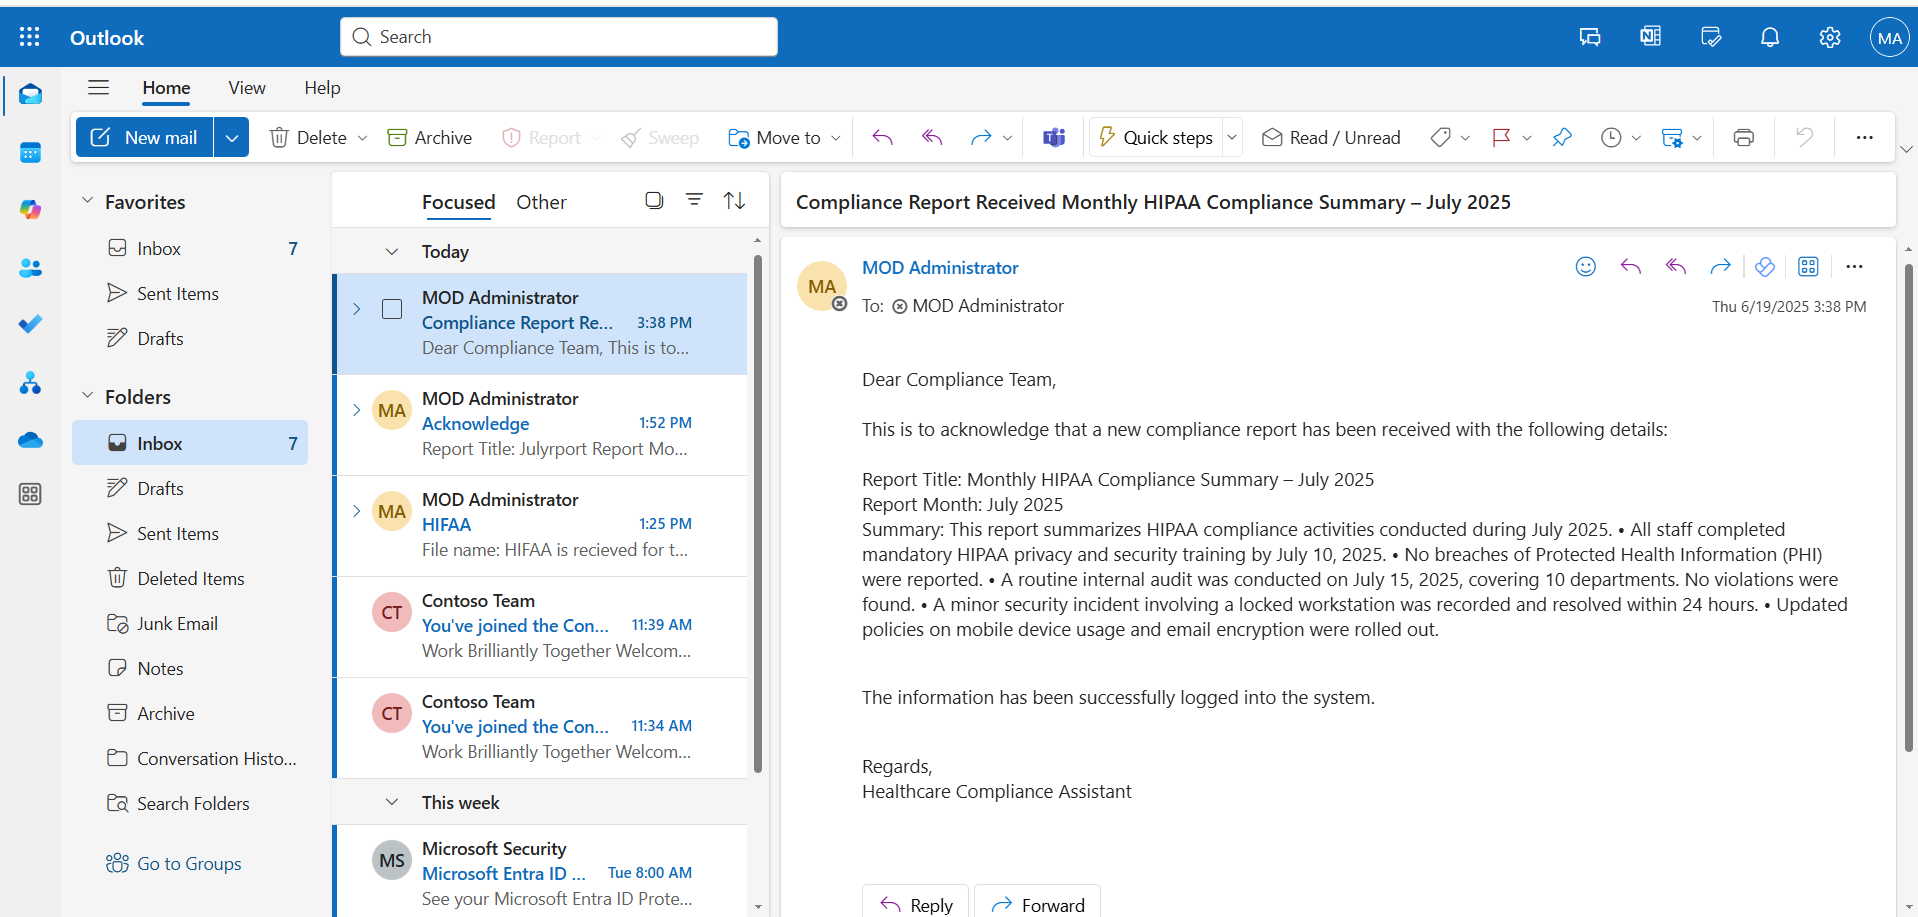 Outlook
Search
MA
Home View Help
New mail Delete Archive Report Sweep Move to Quick steps Read / Unread
Favorites
Inbox 7
Sent Items
Drafts
Folders
Inbox 7
Drafts
Sent Items
Deleted Items
Junk Email
Notes
Archive
Conversation Histo...
Search Folders
Go to Groups
Focused Other
Today
MOD Administrator
Compliance Report Re... 3:38 PM
Dear Compliance Team, This is to...
MA
MOD Administrator
Acknowledge 1:52 PM
Report Title: Julyrport Report Mo...
MA
MOD Administrator
HIFAA 1:25 PM
File name: HIFAA is recieved for t...
CT
Contoso Team
You've joined the Con... 11:39 AM
Work Brilliantly Together Welcom...
CT
Contoso Team
You've joined the Con... 11:34 AM
Work Brilliantly Together Welcom...
This week
MS
Microsoft Security
Microsoft Entra ID ... Tue 8:00 AM
See your Microsoft Entra ID Prote...
Compliance Report Received Monthly HIPAA Compliance Summary – July 2025
MA
MOD Administrator
To: MOD Administrator
Thu 6/19/2025 3:38 PM
Dear Compliance Team,
This is to acknowledge that a new compliance report has been received with the following details:
Report Title: Monthly HIPAA Compliance Summary – July 2025
Report Month: July 2025
Summary: This report summarizes HIPAA compliance activities conducted during July 2025. • All staff completed
mandatory HIPAA privacy and security training by July 10, 2025. • No breaches of Protected Health Information (PHI)
were reported. • A routine internal audit was conducted on July 15, 2025, covering 10 departments. No violations were
found. • A minor security incident involving a locked workstation was recorded and resolved within 24 hours. • Updated
policies on mobile device usage and email encryption were rolled out.
The information has been successfully logged into the system.
Regards,
Healthcare Compliance Assistant
Reply Forward